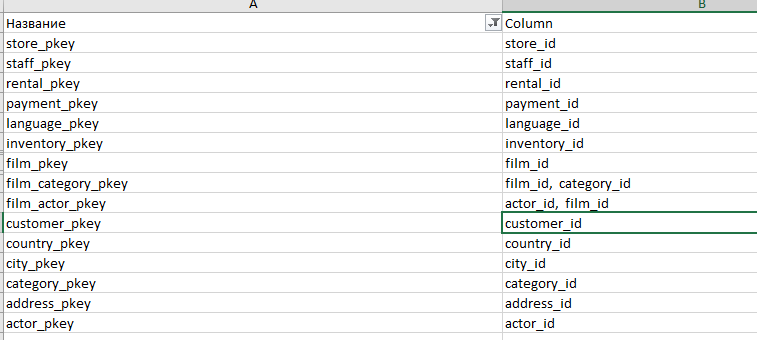 A B
Название Column
store_pkey store_id
staff_pkey staff_id
rental_pkey rental_id
payment_pkey payment_id
language_pkey language_id
inventory_pkey inventory_id
film_pkey film_id
film_category_pkey film_id, category_id
film_actor_pkey actor_id, film_id
customer_pkey customer_id
country_pkey country_id
city_pkey city_id
category_pkey category_id
address_pkey address_id
actor_pkey actor_id